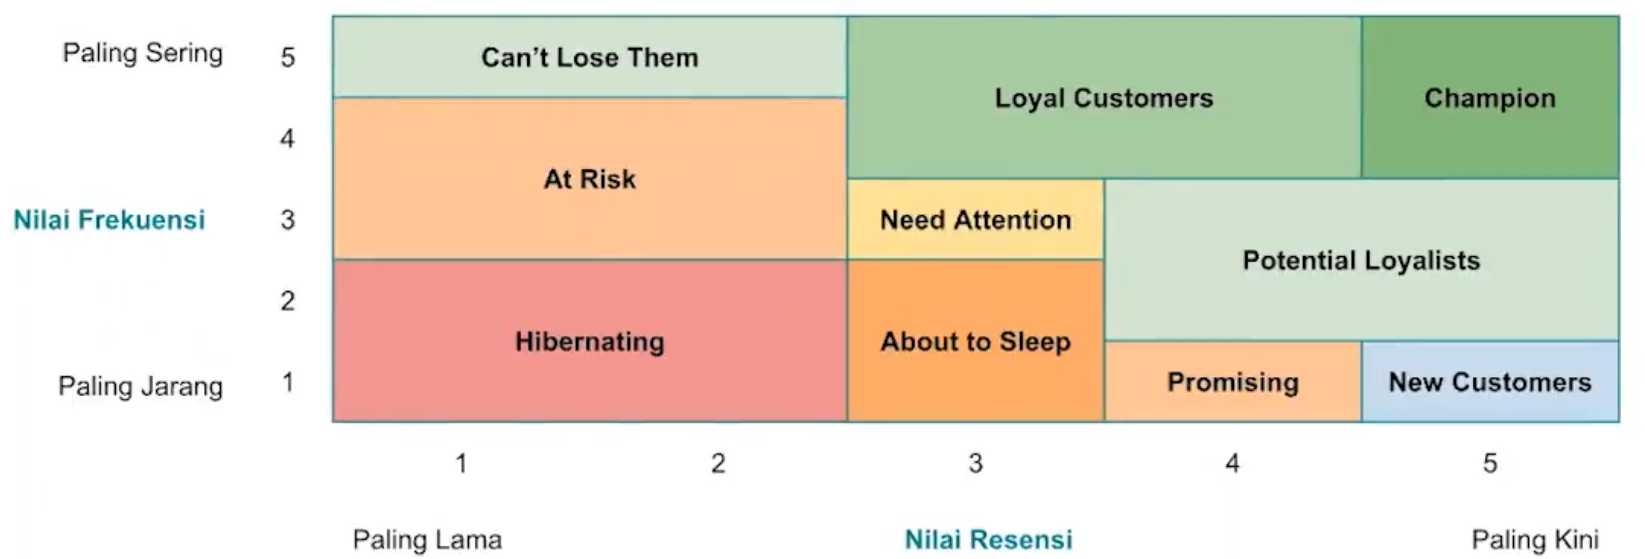 Paling Sering
5
Can't Lose Them
Loyal Customers
Champion
4
At Risk
Nilai Frekuensi
3
Need Attention
Potential Loyalists
2
Hibernating
About to Sleep
Paling Jarang
1
Promising
New Customers
1
2
3
4
5
Paling Lama
Nilai Resensi
Paling Kini